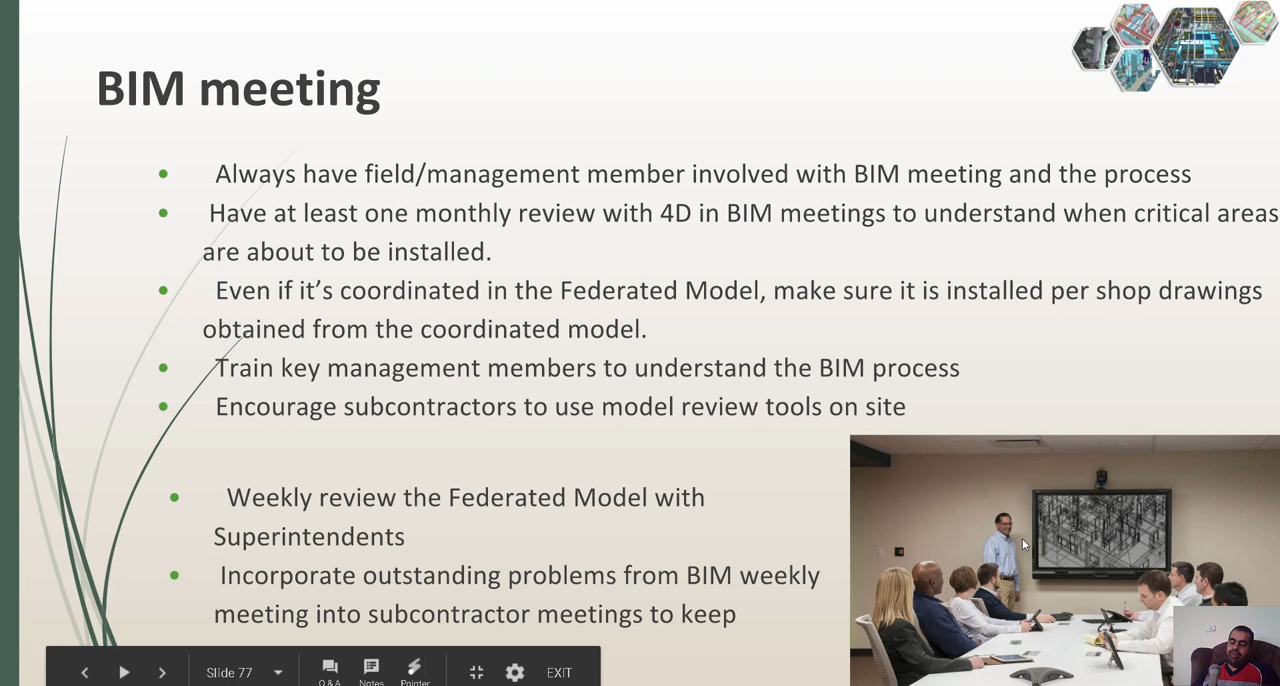 BIM meeting
Always have field/management member involved with BIM meeting and the process
Have at least one monthly review with 4D in BIM meetings to understand when critical areas
are about to be installed.
Even if it’s coordinated in the Federated Model, make sure it is installed per shop drawings
obtained from the coordinated model.
Train key management members to understand the BIM process
Encourage subcontractors to use model review tools on site
Weekly review the Federated Model with
Superintendents
Incorporate outstanding problems from BIM weekly
meeting into subcontractor meetings to keep
Slide 77
Q & A Notes Pointer
EXIT